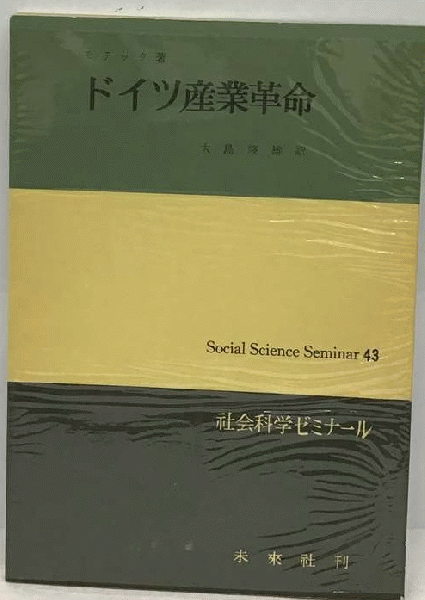 モテック著
ドイツ産業革命
大島隆雄訳
Social Science Seminar 43
社会科学ゼミナール
未來社刊